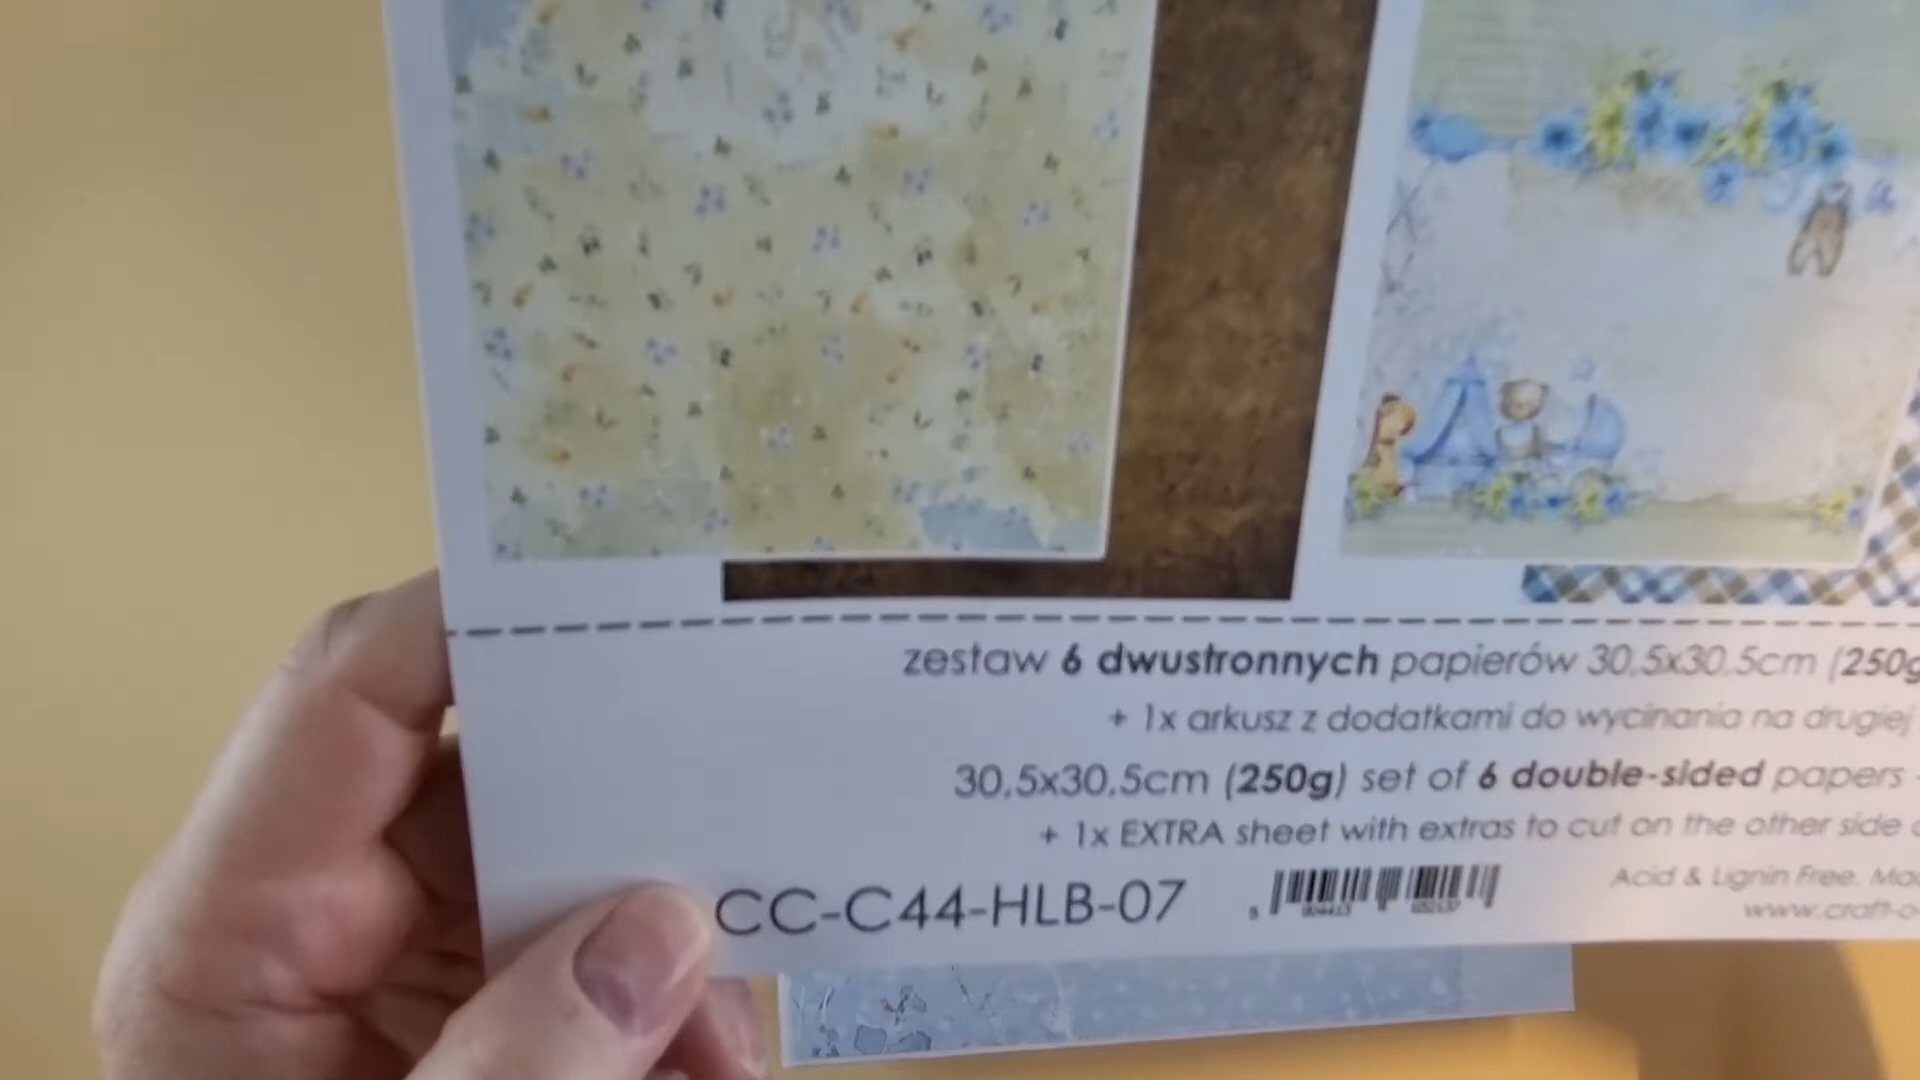 zestaw 6 dwustronnych papierów 30,5x30,5cm (250g
+ 1x arkusz z dodatkami do wycinania na drugiej
30,5x30,5cm (250g) set of 6 double-sided papers
+ 1x EXTRA sheet with extras to cut on the other side
CC-C44-HLB-07
Acid & Lignin Free.
www.craft-o